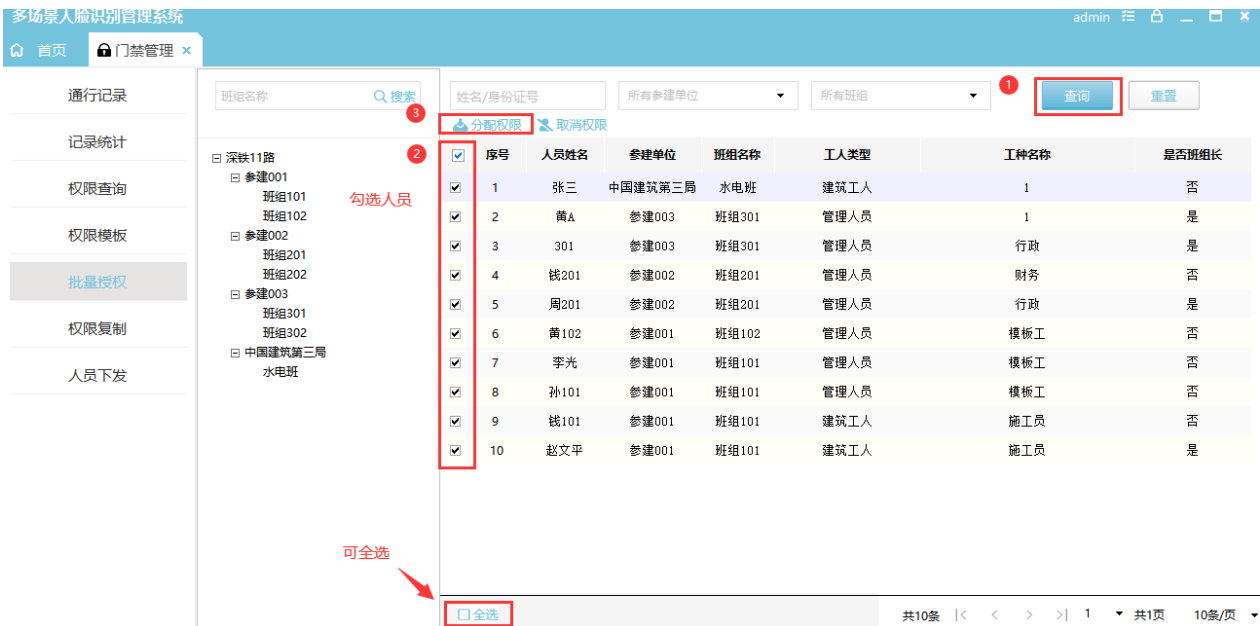 多场景人脸识别管理系统 admin
首页 门禁管理 ×
通行记录
记录统计
权限查询
权限模板
批量授权
权限复制
人员下发
班组名称 搜索
深铁11路
参建001
班组101
班组102
参建002
班组201
班组202
参建003
班组301
班组302
中国建筑第三局
水电班
勾选人员
可全选
姓名/身份证号 所有参建单位 所有班组 1 查询 重置
3 分配权限 取消权限
2 序号 人员姓名 参建单位 班组名称 工人类型 工种名称 是否班组长
1 张三 中国建筑第三局 水电班 建筑工人 1 否
2 黄A 参建003 班组301 管理人员 1 是
3 301 参建003 班组301 管理人员 行政 是
4 钱201 参建002 班组201 管理人员 财务 否
5 周201 参建002 班组201 管理人员 行政 是
6 黄102 参建001 班组102 管理人员 模板工 否
7 李光 参建001 班组101 管理人员 模板工 否
8 孙101 参建001 班组101 管理人员 模板工 否
9 钱101 参建001 班组101 建筑工人 施工员 否
10 赵文平 参建001 班组101 建筑工人 施工员 是
全选 共10条 |< < > >| 1 共1页 10条/页